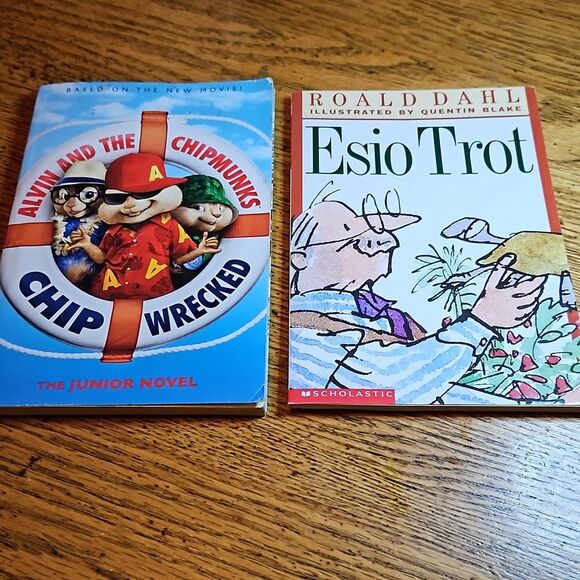 BASED ON THE NEW MOVIE!
ALVIN AND THE CHIPMUNKS
A
A
A
A
CHIP WRECKED
THE JUNIOR NOVEL
ROALD DAHL
ILLUSTRATED BY QUENTIN BLAKE
Esio Trot
SCHOLASTIC